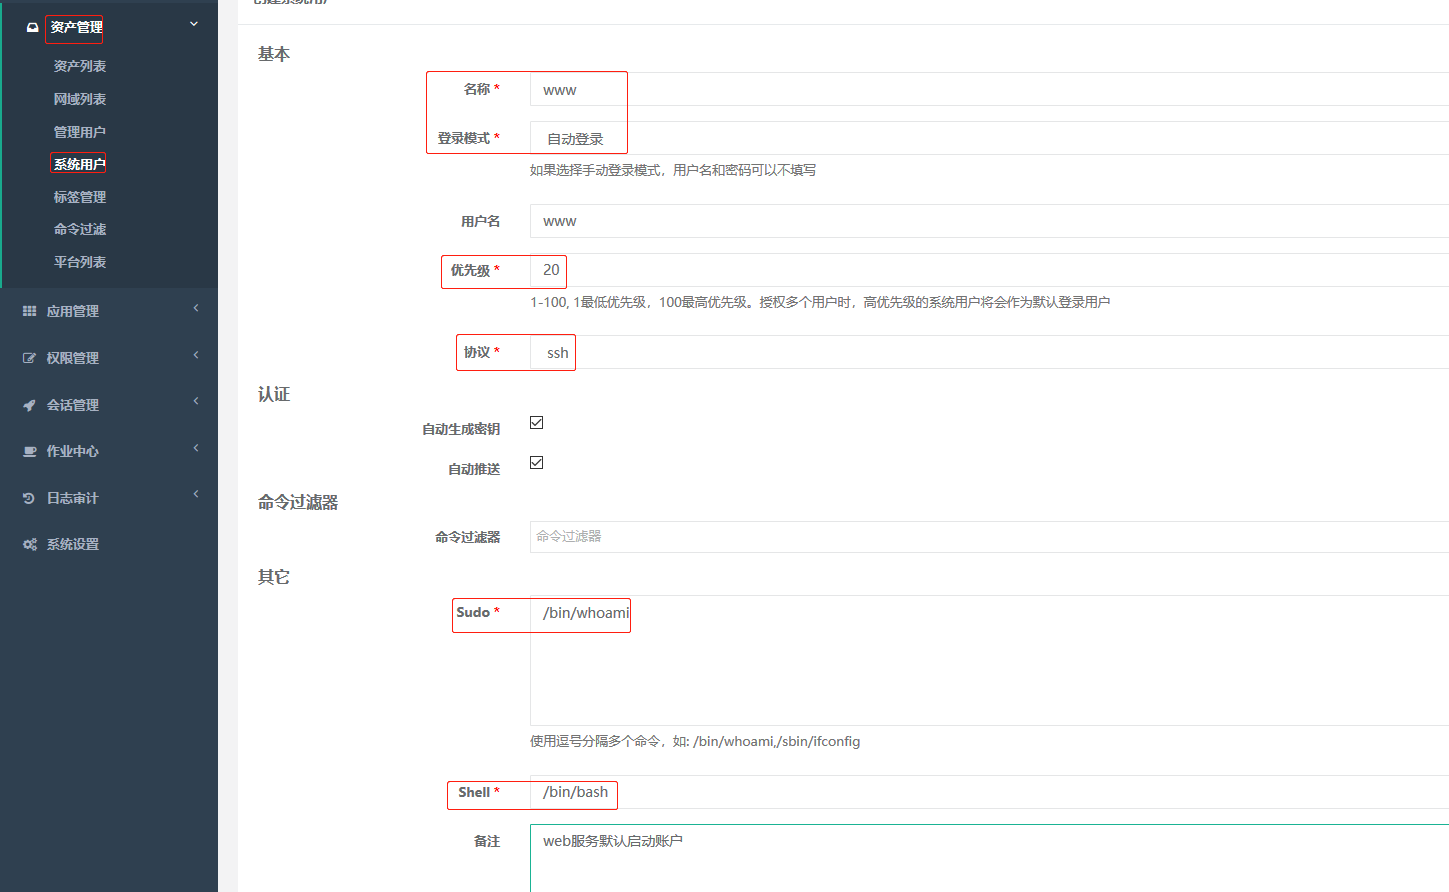 资产管理
资产列表
网域列表
管理用户
系统用户
标签管理
命令过滤
平台列表
应用管理
权限管理
会话管理
作业中心
日志审计
系统设置
创建系统用户
基本
名称 * www
登录模式 * 自动登录
如果选择手动登录模式，用户名和密码可以不填写
用户名 www
优先级 * 20
1-100, 1最低优先级，100最高优先级。授权多个用户时，高优先级的系统用户将会作为默认登录用户
协议 * ssh
认证
自动生成密钥
自动推送
命令过滤器
命令过滤器 命令过滤器
其它
Sudo * /bin/whoami
使用逗号分隔多个命令，如: /bin/whoami,/sbin/ifconfig
Shell * /bin/bash
备注 web服务默认启动账户